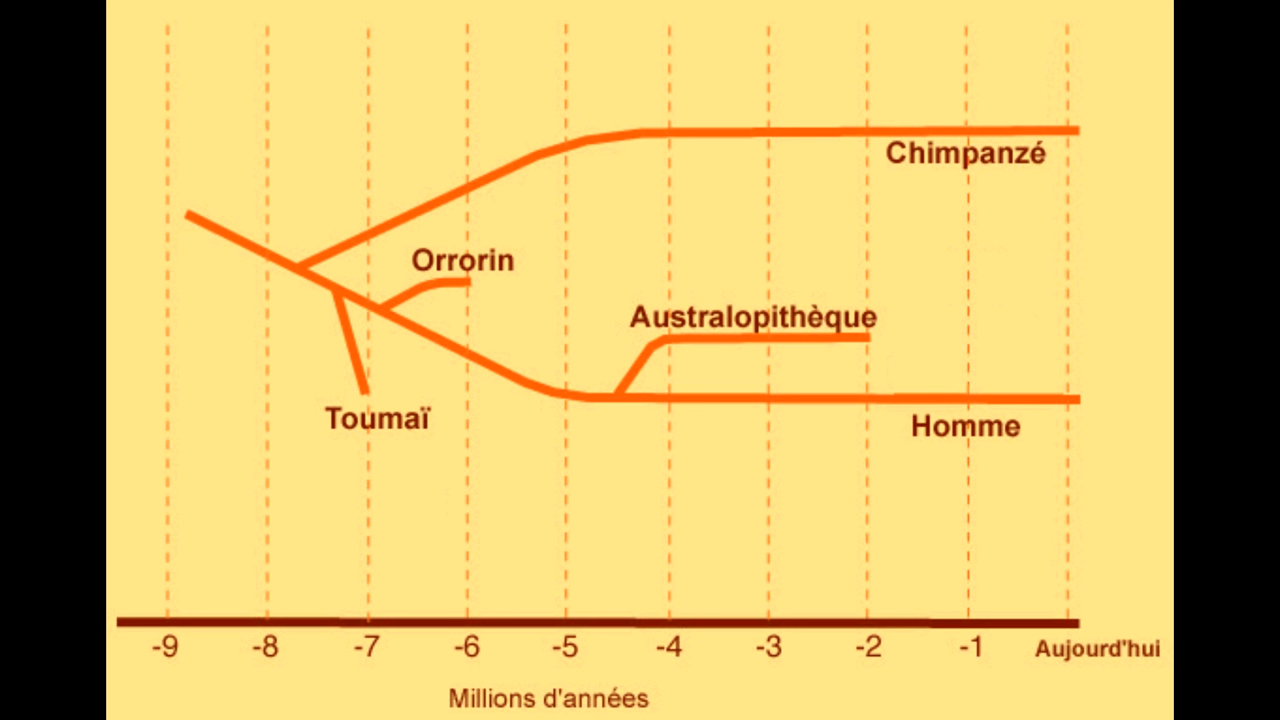 Chimpanzé
Orrorin
Australopithèque
Toumaï
Homme
-9 -8 -7 -6 -5 -4 -3 -2 -1 Aujourd'hui
Millions d'années